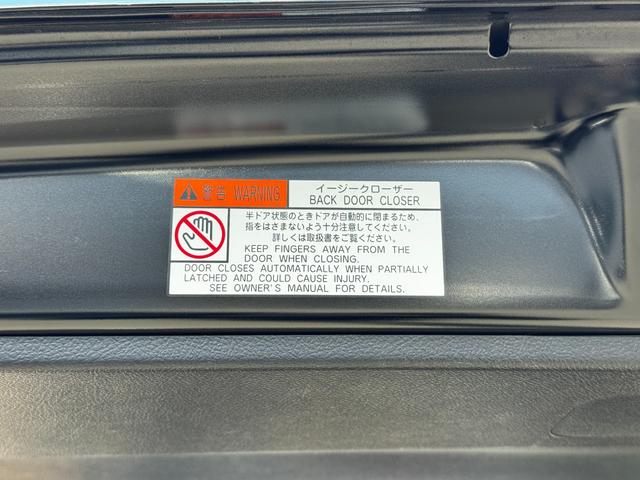 警告 WARNING
イージークローザー
BACK DOOR CLOSER
半ドア状態のときドアが自動的に閉まるため、
指をはさまないよう十分注意してください。
詳しくは取扱書をご覧ください。
KEEP FINGERS AWAY FROM THE
DOOR WHEN CLOSING.
DOOR CLOSES AUTOMATICALLY WHEN PARTIALLY
LATCHED AND COULD CAUSE INJURY.
SEE OWNER'S MANUAL FOR DETAILS.